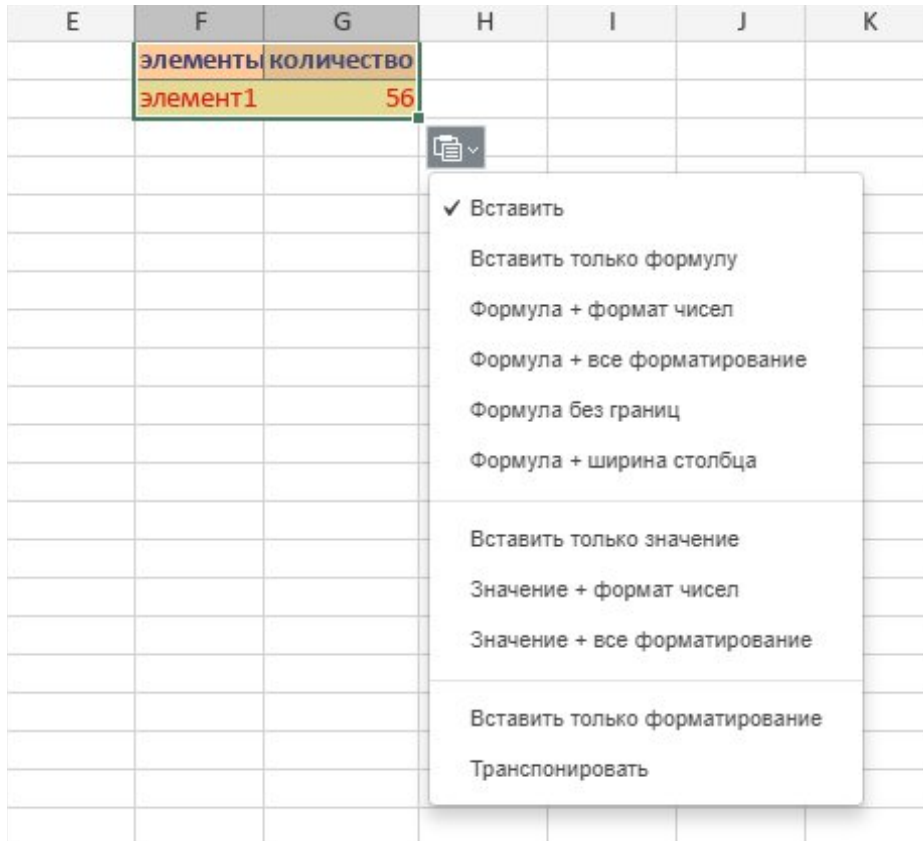 E F G H I J K
элементы количество
элемент1 56
Вставить
Вставить только формулу
Формула + формат чисел
Формула + все форматирование
Формула без границ
Формула + ширина столбца
Вставить только значение
Значение + формат чисел
Значение + все форматирование
Вставить только форматирование
Транспонировать